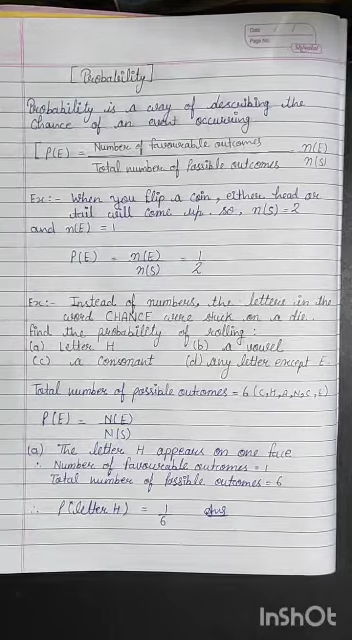 Date / /
Page No.
[Probability]
Probability is a way of describing the
chance of an event occurring
[P(E) = Number of favourable outcomes / Total number of Possible outcomes = n(E) / n(S)
Ex:- When you flip a coin, either head or
tail will come up. so, n(S) = 2
and n(E) = 1
P(E) = n(E) / n(S) = 1 / 2
Ex:- Instead of numbers, the letters in the
word CHANCE were stuck on a die.
find the probability of rolling :
(a) Letter H (b) a vowel
(c) a consonant (d) any letter except E.
Total number of possible outcomes = 6 (C,H,A,N,C,E)
P(E) = N(E) / N(S)
(a) The letter H appears on one face
∴ Number of favourable outcomes = 1
Total number of possible outcomes = 6
∴ P(letter H) = 1 / 6 Ans
InShOt